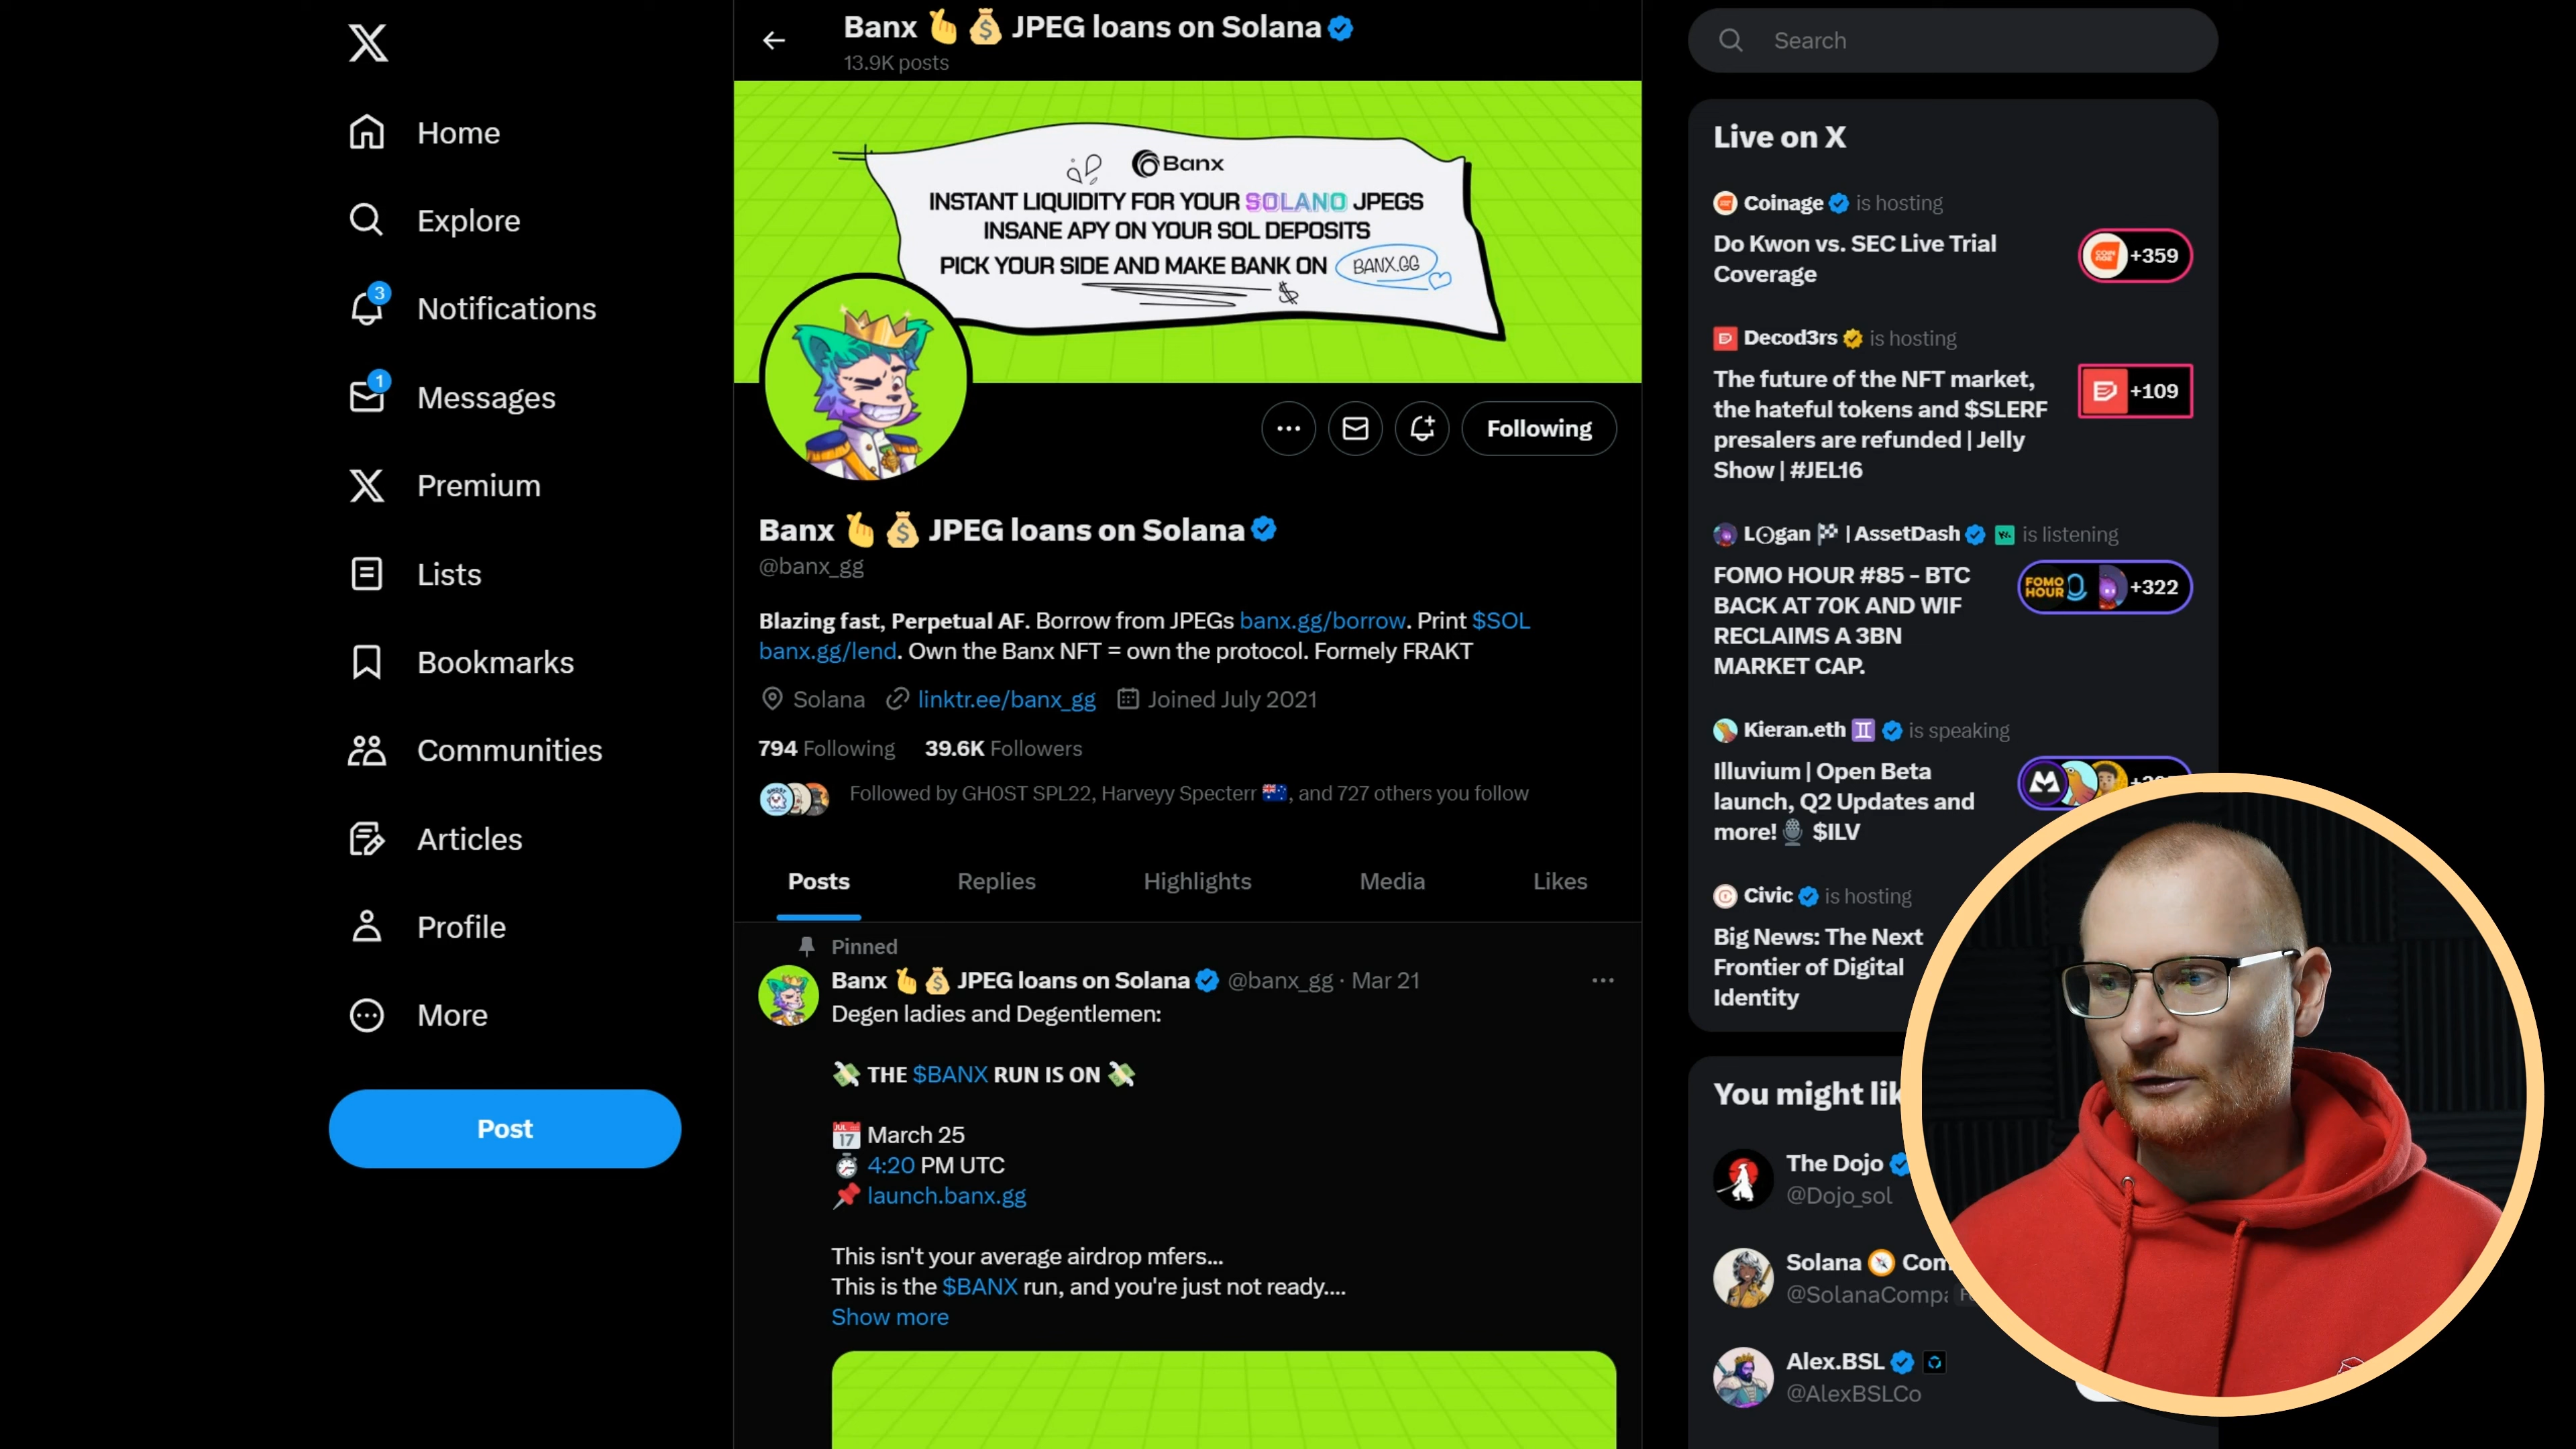 Home
Explore
3
Notifications
1
Messages
Premium
Lists
Bookmarks
Communities
Articles
Profile
More
Post
Banx 🫰 💰 JPEG loans on Solana
13.9K posts
Banx
INSTANT LIQUIDITY FOR YOUR SOLANO JPEGS
INSANE APY ON YOUR SOL DEPOSITS
PICK YOUR SIDE AND MAKE BANK ON BANX.GG
Following
Banx 🫰 💰 JPEG loans on Solana
@banx_gg
Blazing fast, Perpetual AF. Borrow from JPEGs banx.gg/borrow. Print $SOL
banx.gg/lend. Own the Banx NFT = own the protocol. Formely FRAKT
Solana linktr.ee/banx_gg Joined July 2021
794 Following 39.6K Followers
Followed by GH0ST SPL22, Harveyy Specterr 🇦🇺, and 727 others you follow
Posts Replies Highlights Media Likes
Pinned
Banx 🫰 💰 JPEG loans on Solana @banx_gg · Mar 21
Degen ladies and Degentlemen:
💸 THE $BANX RUN IS ON 💸
📅 March 25
⏱ 4:20 PM UTC
📌 launch.banx.gg
This isn't your average airdrop mfers...
This is the $BANX run, and you're just not ready....
Show more
Search
Live on X
Coinage is hosting
Do Kwon vs. SEC Live Trial
Coverage
+359
Decod3rs is hosting
The future of the NFT market,
the hateful tokens and $SLERF
presalers are refunded | Jelly
Show | #JEL16
+109
L⊙gan 🏁 | AssetDash is listening
FOMO HOUR #85 - BTC
BACK AT 70K AND WIF
RECLAIMS A 3BN
MARKET CAP.
FOMO
HOUR
+322
Kieran.eth ♊ is speaking
Illuvium | Open Beta
launch, Q2 Updates and
more! 🎙 $ILV
Civic is hosting
Big News: The Next
Frontier of Digital
Identity
You might lik
The Dojo
@Dojo_sol
Solana 🧭 Com
@SolanaCompa
Alex.BSL
@AlexBSLCo